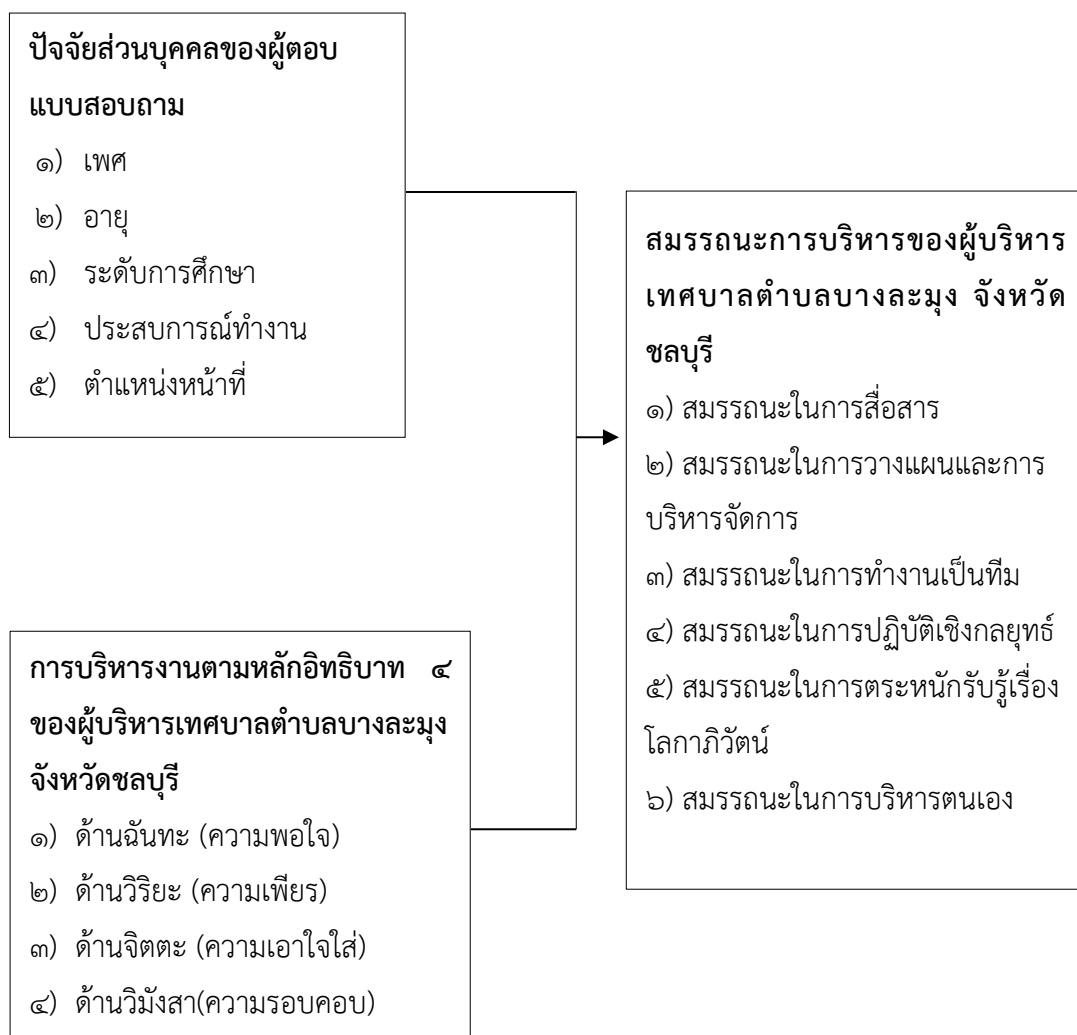 ปัจจัยส่วนบุคคลของผู้ตอบ
แบบสอบถาม
๑) เพศ
๒) อายุ
๓) ระดับการศึกษา
๔) ประสบการณ์ทำงาน
๕) ตำแหน่งหน้าที่
การบริหารงานตามหลักอิทธิบาท ๔
ของผู้บริหารเทศบาลตำบลบางละมุง
จังหวัดชลบุรี
๑) ด้านฉันทะ (ความพอใจ)
๒) ด้านวิริยะ (ความเพียร)
๓) ด้านจิตตะ (ความเอาใจใส่)
๔) ด้านวิมังสา(ความรอบคอบ)
สมรรถนะการบริหารของผู้บริหาร
เทศบาลตำบลบางละมุง จังหวัด
ชลบุรี
๑) สมรรถนะในการสื่อสาร
๒) สมรรถนะในการวางแผนและการ
บริหารจัดการ
๓) สมรรถนะในการทำงานเป็นทีม
๔) สมรรถนะในการปฏิบัติเชิงกลยุทธ์
๕) สมรรถนะในการตระหนักรับรู้เรื่อง
โลกาภิวัตน์
๖) สมรรถนะในการบริหารตนเอง